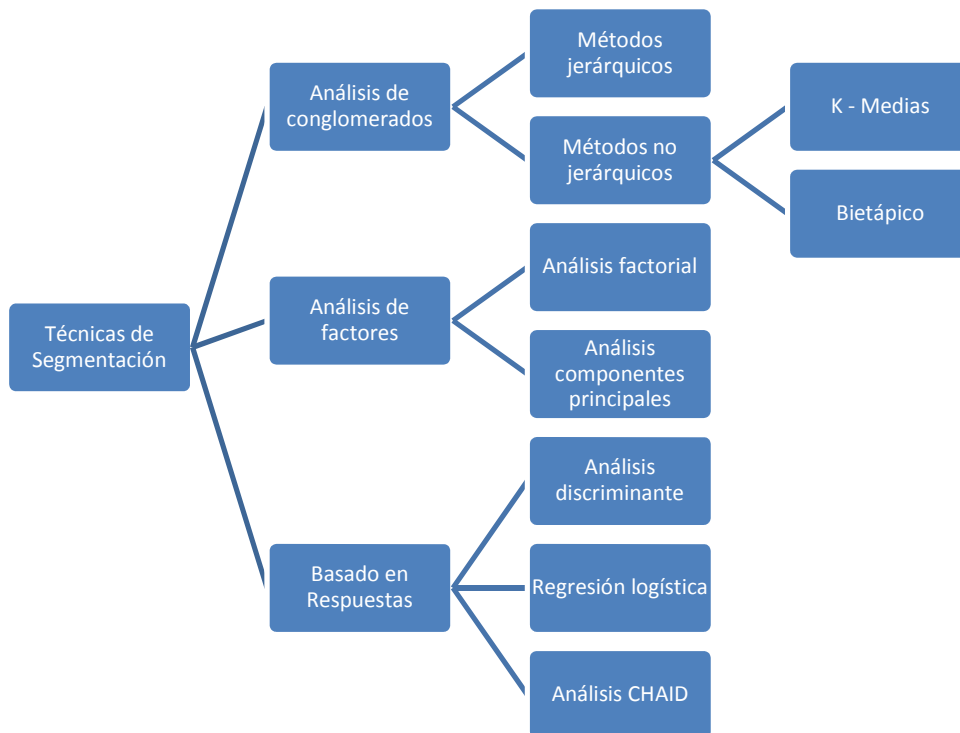 Técnicas de
Segmentación
Análisis de
conglomerados
Métodos
jerárquicos
Métodos no
jerárquicos
K - Medias
Bietápico
Análisis de
factores
Análisis factorial
Análisis
componentes
principales
Basado en
Respuestas
Análisis
discriminante
Regresión logística
Análisis CHAID